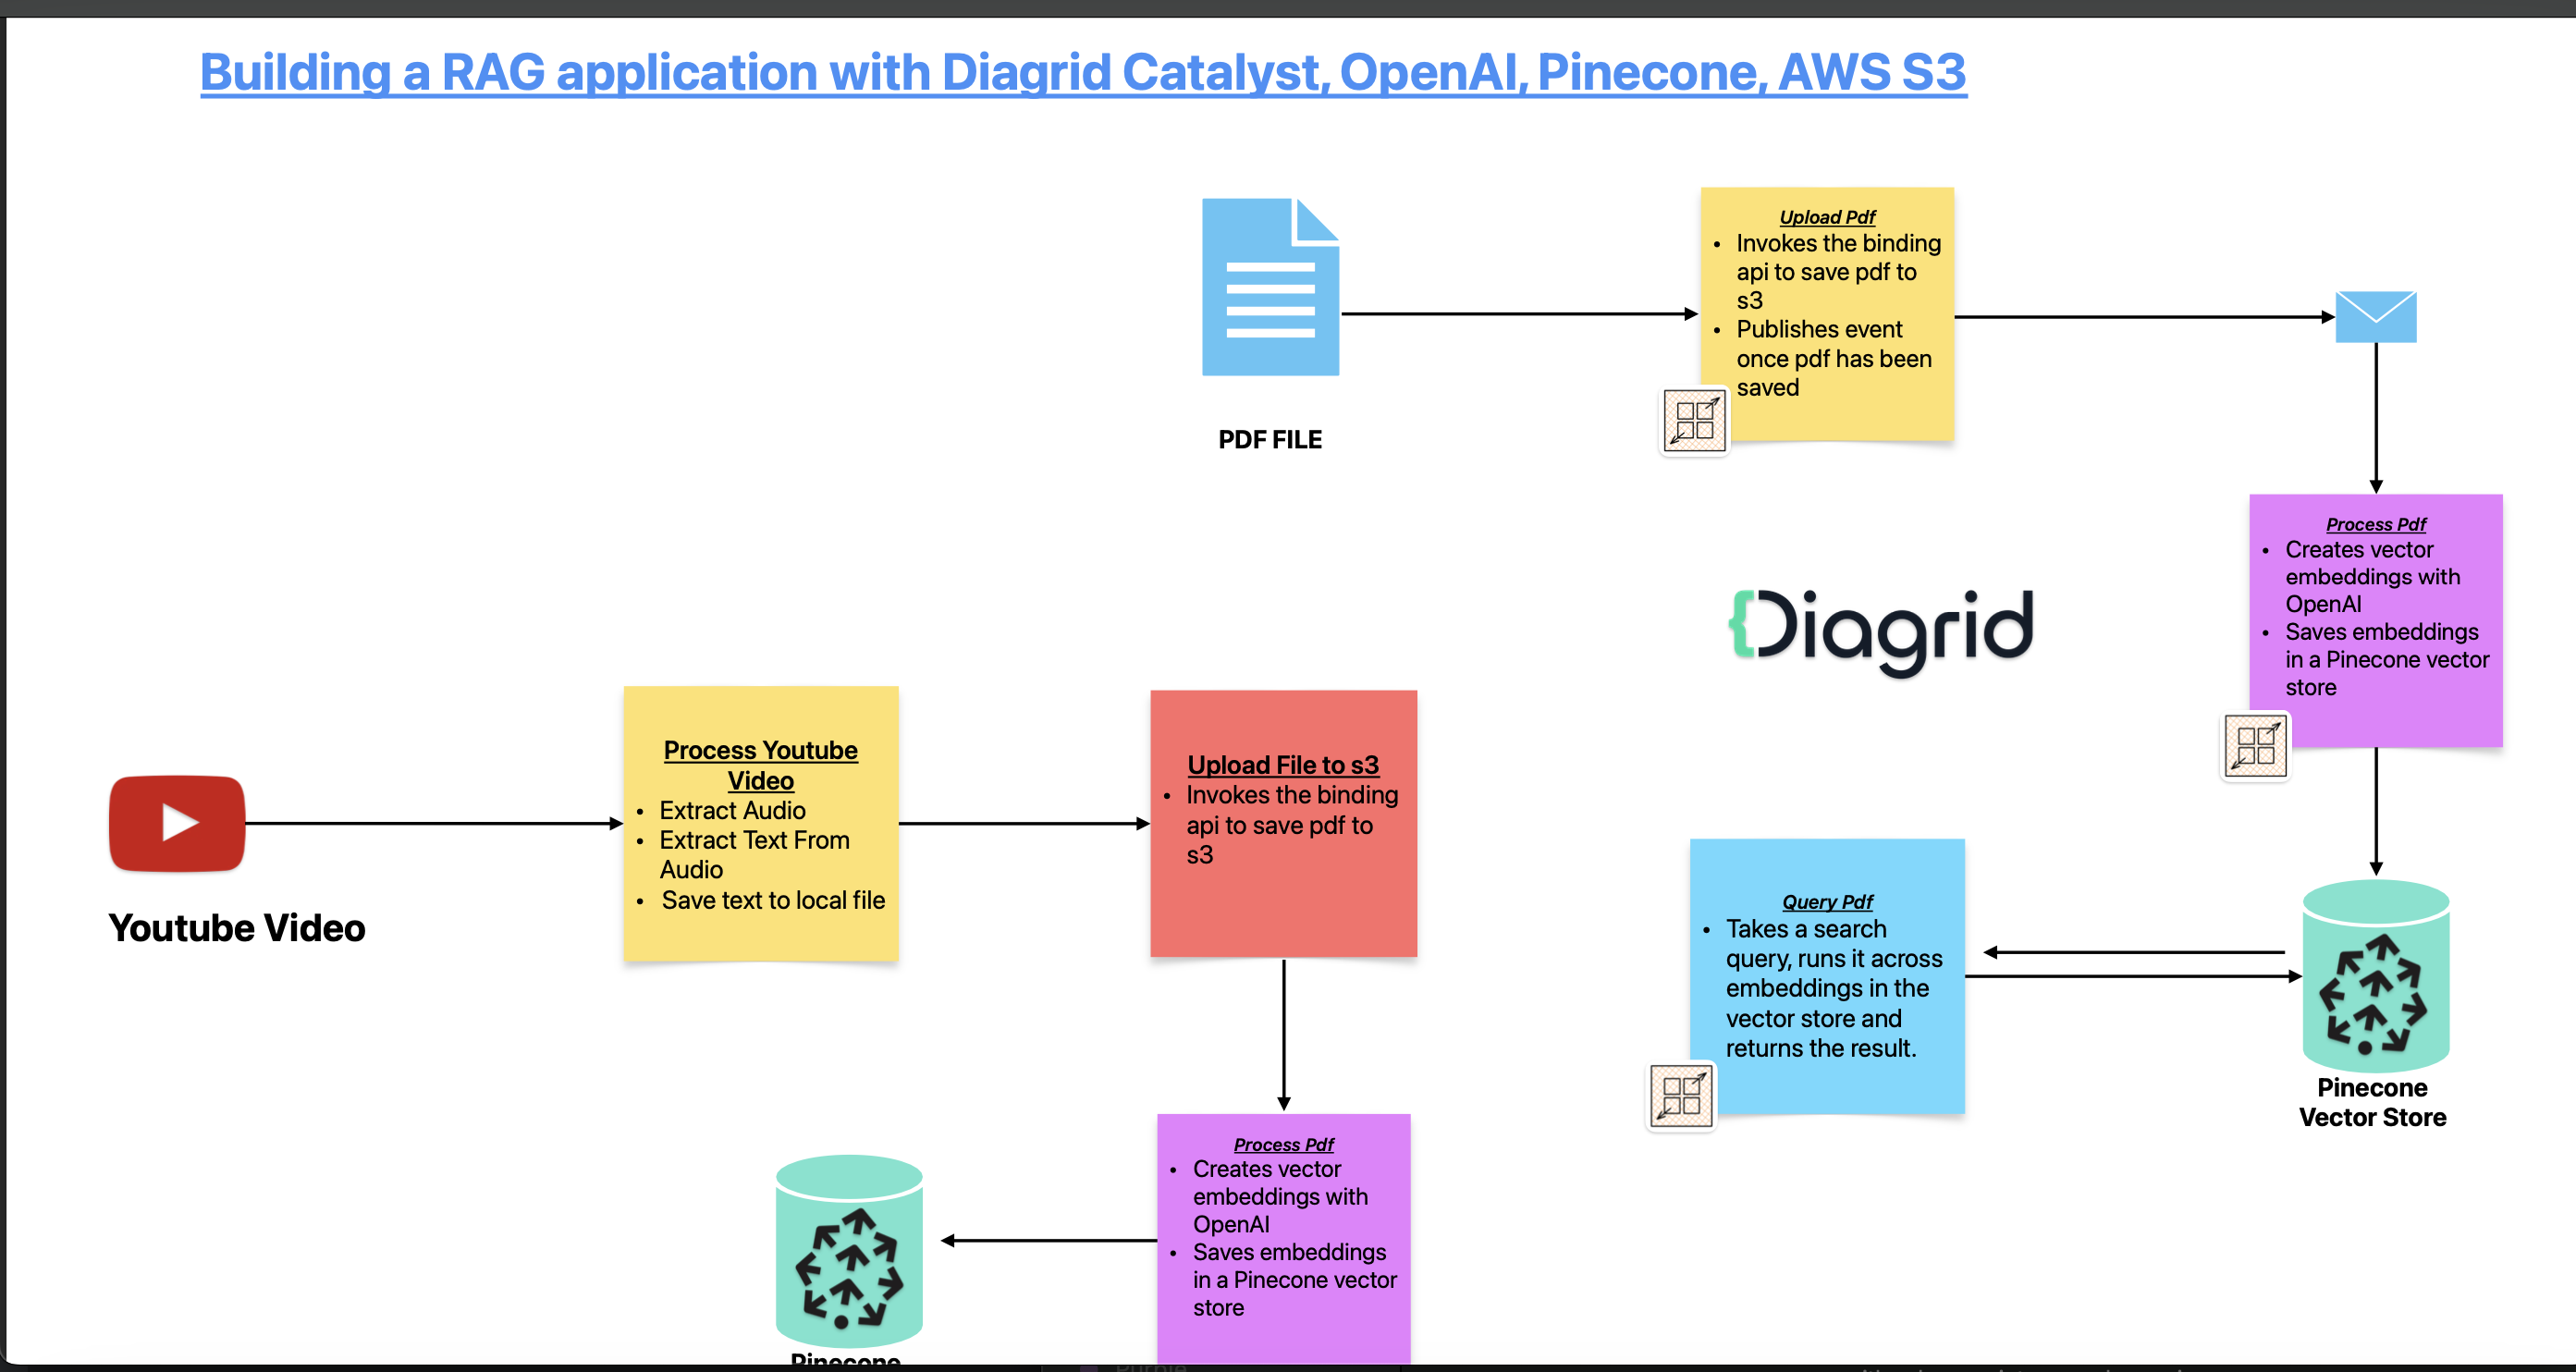 Building a RAG application with Diagrid Catalyst, OpenAI, Pinecone, AWS S3
Upload Pdf
• Invokes the binding
api to save pdf to
s3
• Publishes event
once pdf has been
saved
PDF FILE
Process Pdf
• Creates vector
embeddings with
OpenAI
• Saves embeddings
in a Pinecone vector
store
{Diagrid
Process Youtube
Video
• Extract Audio
• Extract Text From
Audio
• Save text to local file
Upload File to s3
• Invokes the binding
api to save pdf to
s3
Youtube Video
Query Pdf
• Takes a search
query, runs it across
embeddings in the
vector store and
returns the result.
Pinecone
Vector Store
Process Pdf
• Creates vector
embeddings with
OpenAI
• Saves embeddings
in a Pinecone vector
store
Pinecone
Purple